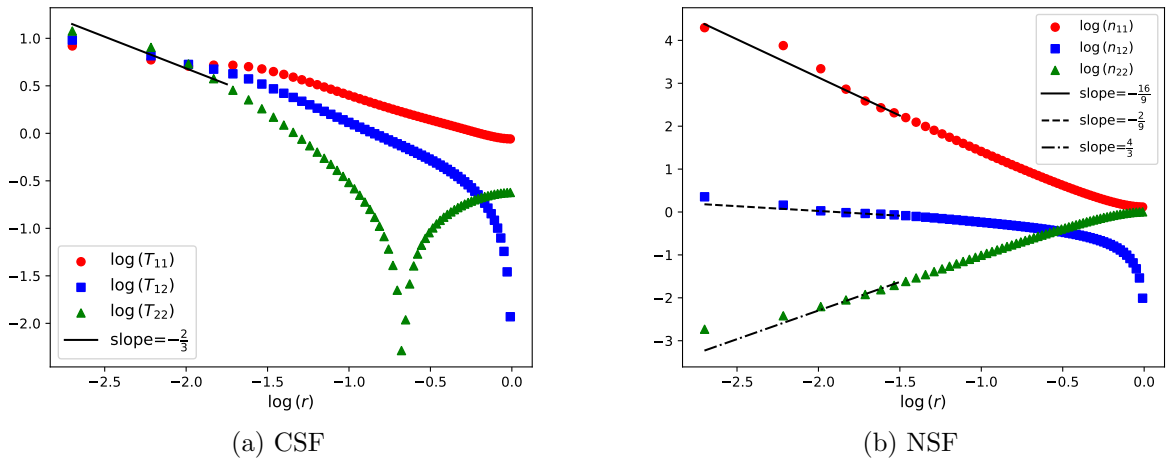 1.0
0.5
0.0
−0.5
−1.0
−1.5
−2.0
−2.5
−2.0
−1.5
−1.0
−0.5
0.0
log (r)
log (T₁₁)
log (T₁₂)
log (T₂₂)
slope=−2/3
(a) CSF
4
3
2
1
0
−1
−2
−3
−2.5
−2.0
−1.5
−1.0
−0.5
0.0
log (r)
log (n₁₁)
log (n₁₂)
log (n₂₂)
slope=−16/9
slope=−2/9
slope=4/3
(b) NSF